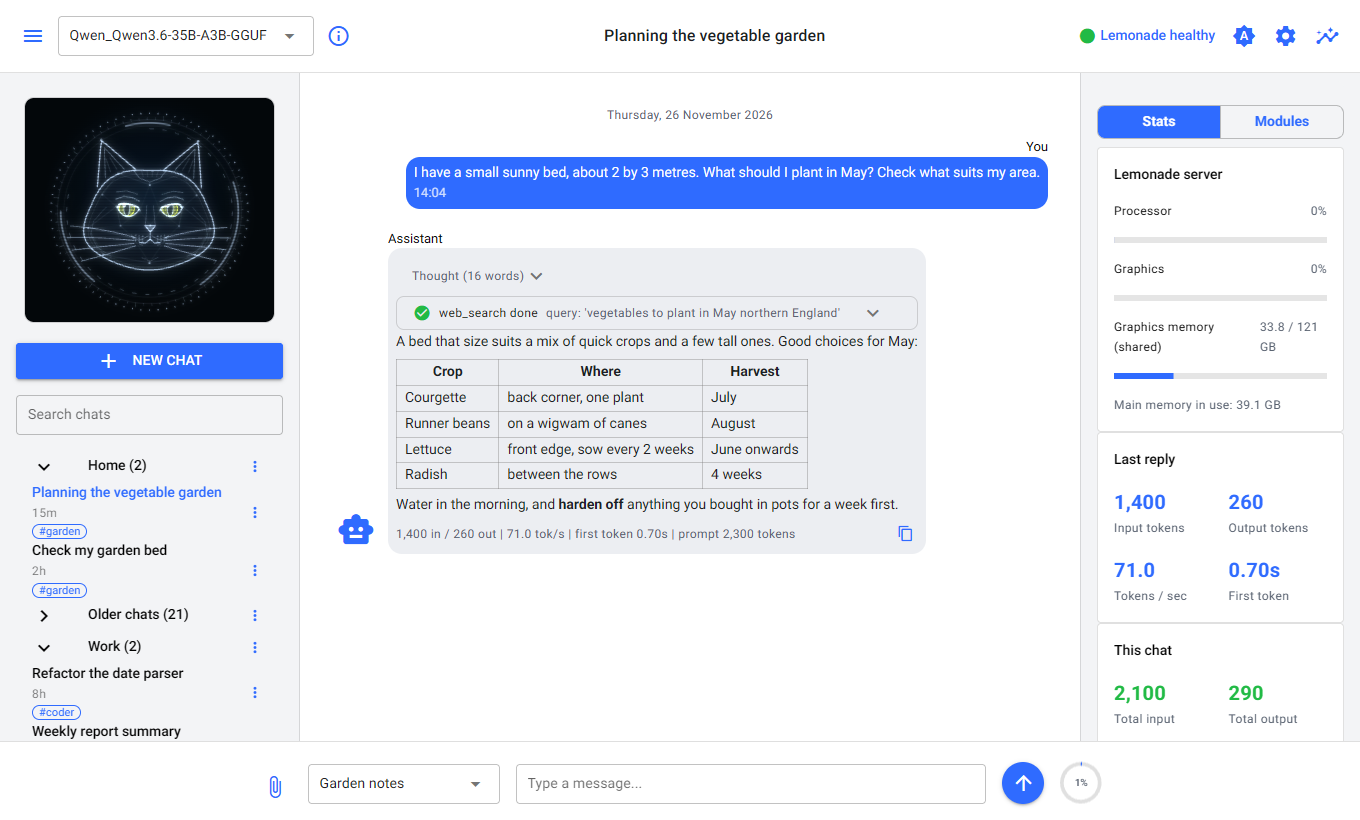 Qwen_Qwen3.6-35B-A3B-GGUF
Planning the vegetable garden
Lemonade healthy
A
NEW CHAT
Search chats
Home (2)
Planning the vegetable garden
15m
#garden
Check my garden bed
2h
#garden
Older chats (21)
Work (2)
Refactor the date parser
8h
#coder
Weekly report summary
Thursday, 26 November 2026
You
I have a small sunny bed, about 2 by 3 metres. What should I plant in May? Check what suits my area.
14:04
Assistant
Thought (16 words)
web_search done query: 'vegetables to plant in May northern England'
A bed that size suits a mix of quick crops and a few tall ones. Good choices for May:
Crop Where Harvest
Courgette back corner, one plant July
Runner beans on a wigwam of canes August
Lettuce front edge, sow every 2 weeks June onwards
Radish between the rows 4 weeks
Water in the morning, and harden off anything you bought in pots for a week first.
1,400 in / 260 out | 71.0 tok/s | first token 0.70s | prompt 2,300 tokens
Stats Modules
Lemonade server
Processor 0%
Graphics 0%
Graphics memory (shared) 33.8 / 121 GB
Main memory in use: 39.1 GB
Last reply
1,400 260
Input tokens Output tokens
71.0 0.70s
Tokens / sec First token
This chat
2,100 290
Total input Total output
Garden notes
Type a message...
1%